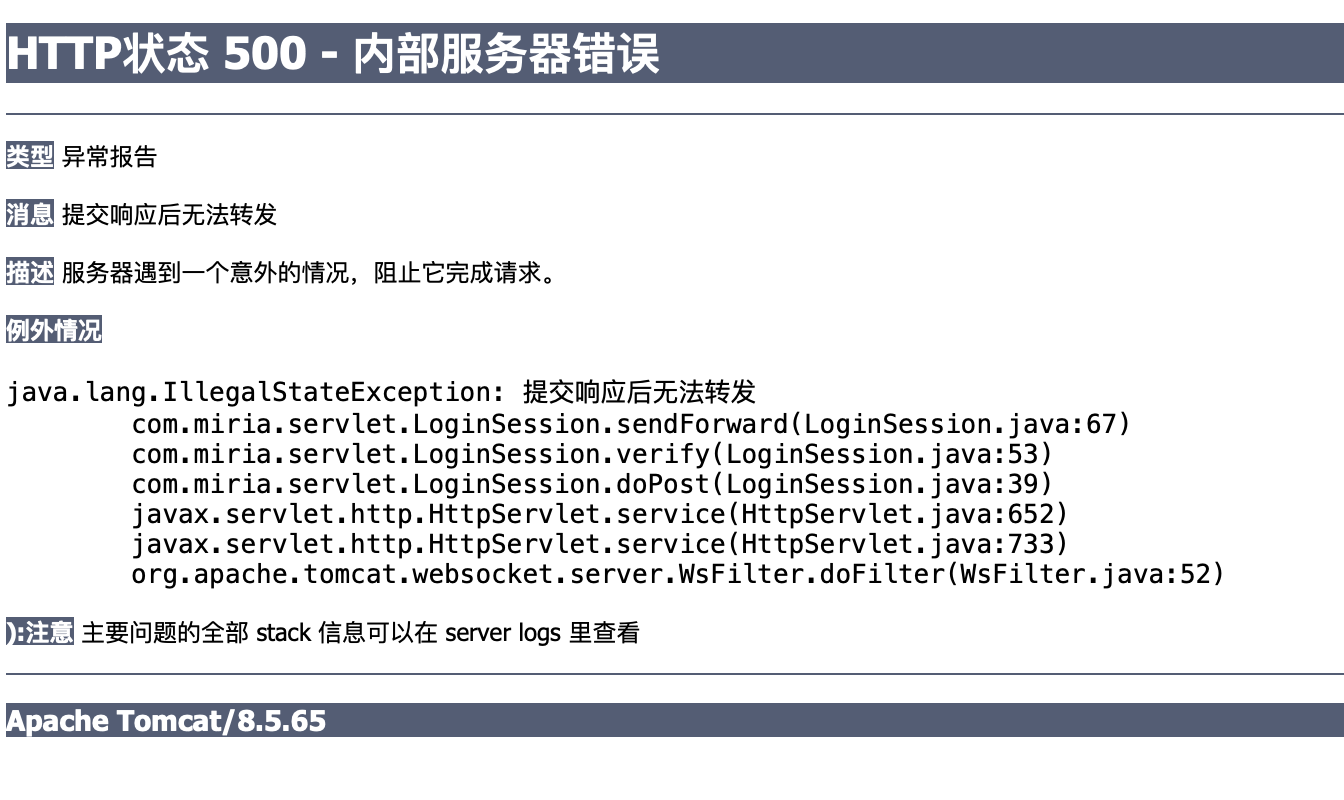 HTTP状态 500 - 内部服务器错误
类型 异常报告
消息 提交响应后无法转发
描述 服务器遇到一个意外的情况，阻止它完成请求。
例外情况
java.lang.IllegalStateException: 提交响应后无法转发
com.miria.servlet.LoginSession.sendForward(LoginSession.java:67)
com.miria.servlet.LoginSession.verify(LoginSession.java:53)
com.miria.servlet.LoginSession.doPost(LoginSession.java:39)
javax.servlet.http.HttpServlet.service(HttpServlet.java:652)
javax.servlet.http.HttpServlet.service(HttpServlet.java:733)
org.apache.tomcat.websocket.server.WsFilter.doFilter(WsFilter.java:52)
):注意 主要问题的全部 stack 信息可以在 server logs 里查看
Apache Tomcat/8.5.65